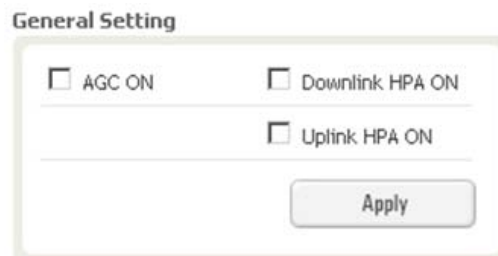 General Setting
AGC ON Downlink HPA ON
Uplink HPA ON
Apply